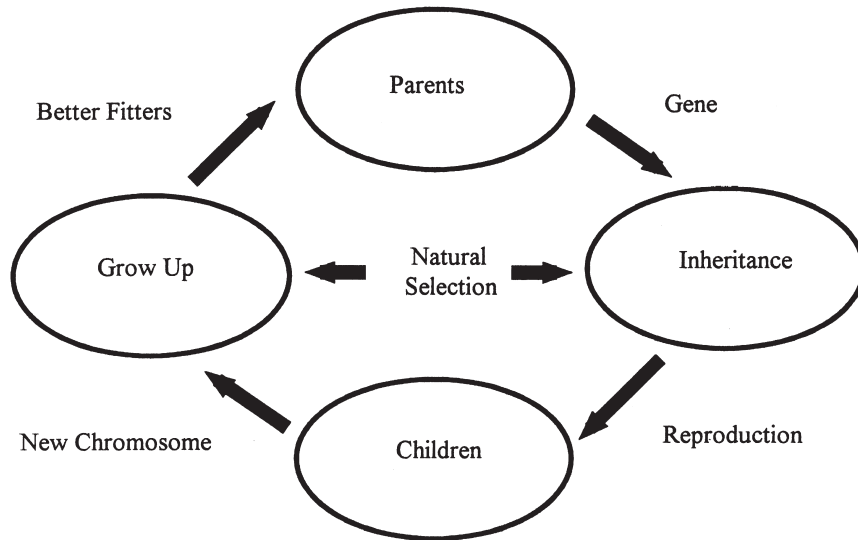 Parents
Better Fitters
Gene
Grow Up
Natural
Selection
Inheritance
New Chromosome
Children
Reproduction